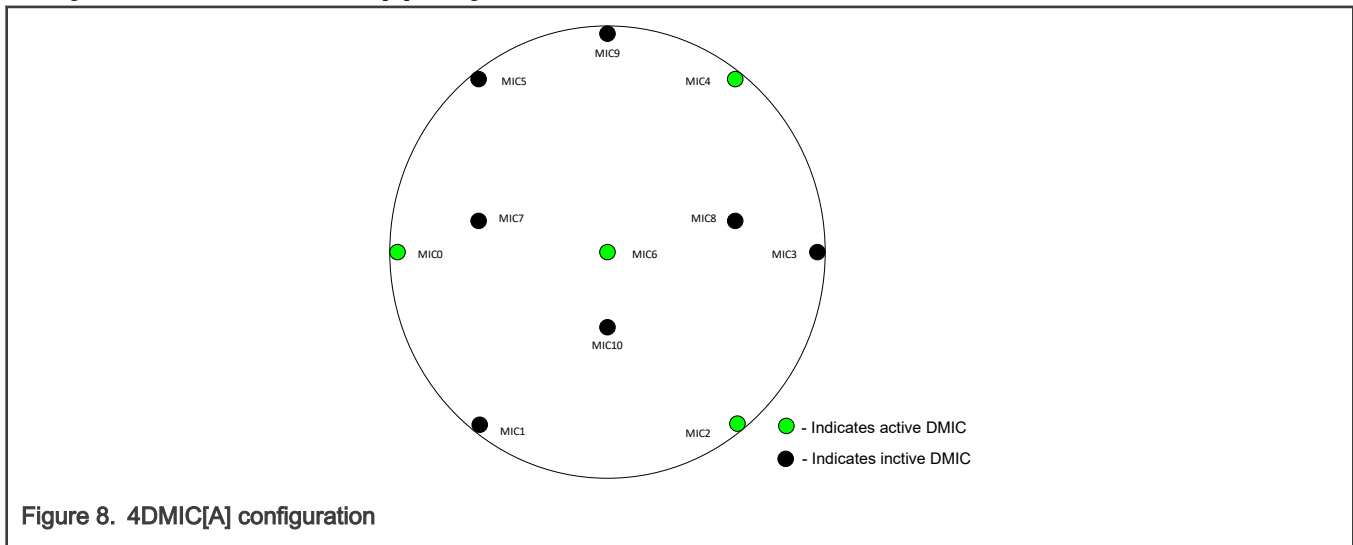 MIC9
MIC5
MIC4
MIC7
MIC8
MIC0
MIC6
MIC3
MIC10
MIC1
MIC2
- Indicates active DMIC
- Indicates inctive DMIC
Figure 8. 4DMIC[A] configuration